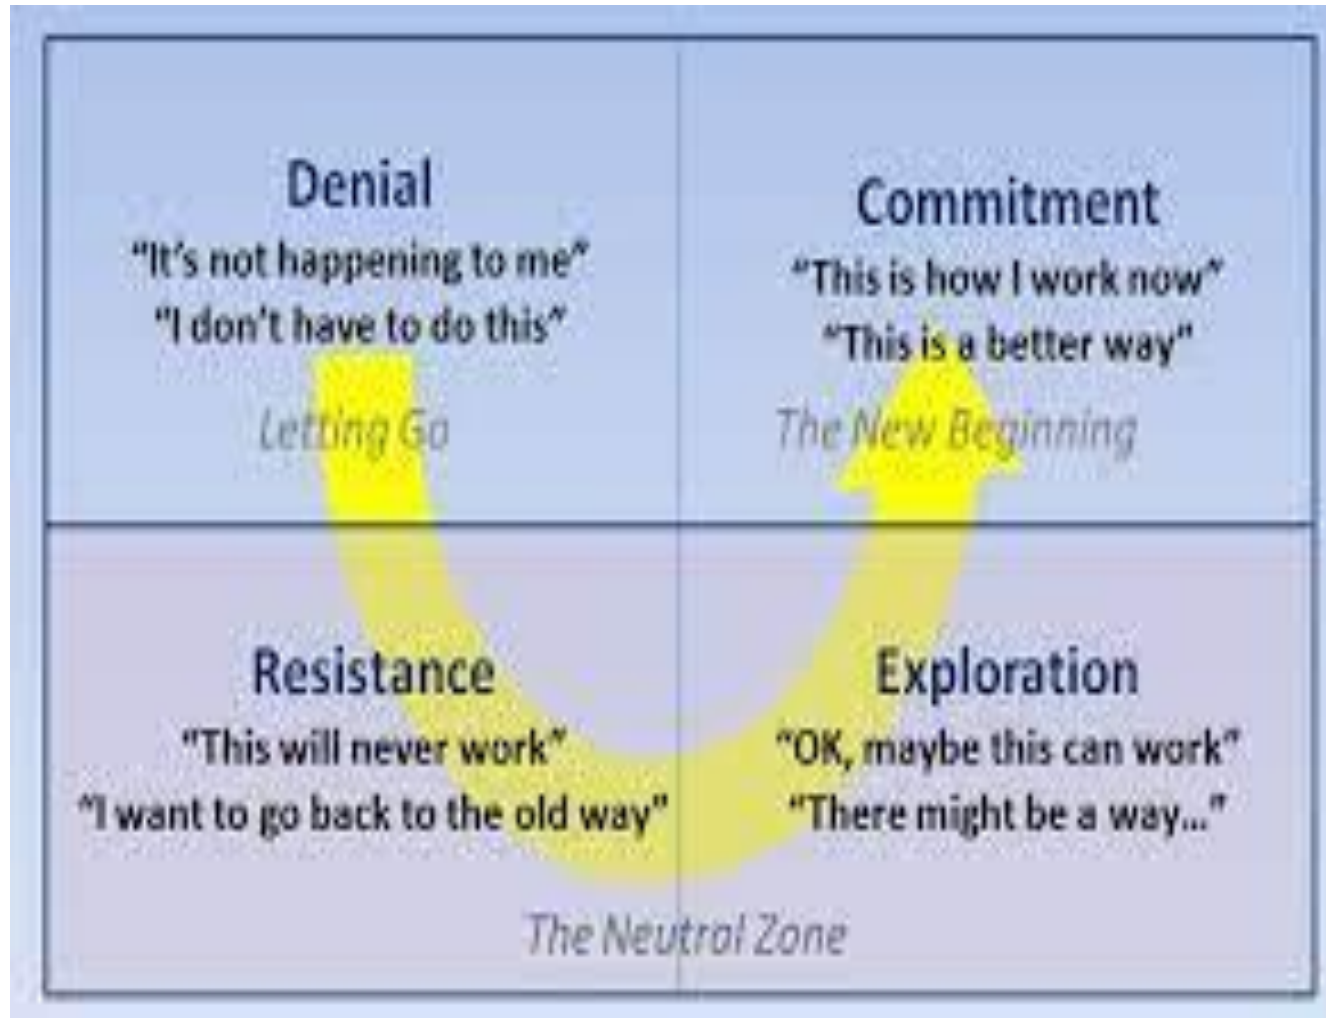 Denial
“It’s not happening to me”
“I don’t have to do this”
Letting Go
Commitment
“This is how I work now”
“This is a better way”
The New Beginning
Resistance
“This will never work”
“I want to go back to the old way”
Exploration
“OK, maybe this can work”
“There might be a way...”
The Neutral Zone